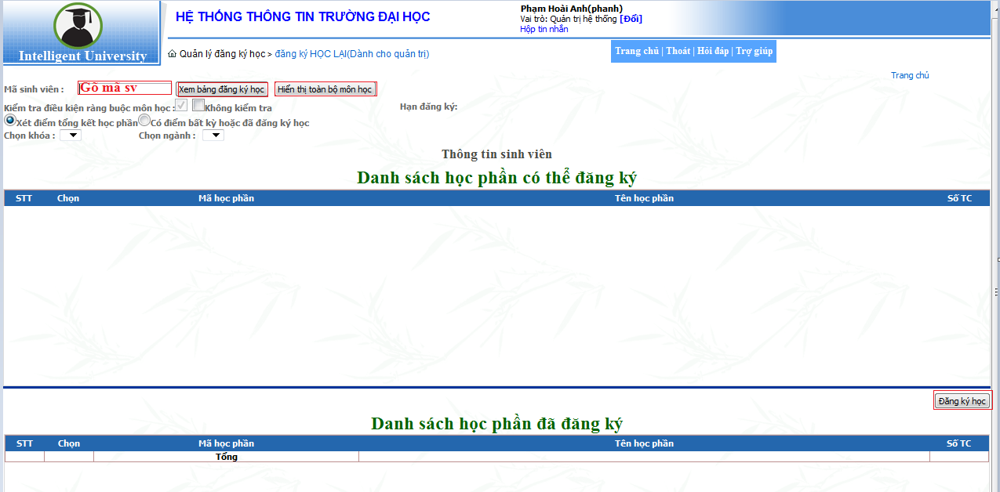 HỆ THỐNG THÔNG TIN TRƯỜNG ĐẠI HỌC
Phạm Hoài Anh(phanh)
Vai trò: Quản trị hệ thống [Đổi]
Hộp tin nhắn
Intelligent University
Quản lý đăng ký học > đăng ký HỌC LẠI(Dành cho quản trị)
Trang chủ | Thoát | Hỏi đáp | Trợ giúp
Trang chủ
Mã sinh viên : Gõ mã sv Xem bảng đăng ký học Hiển thị toàn bộ môn học
Kiểm tra điều kiện ràng buộc môn học : Không kiểm tra Hạn đăng ký:
Xét điểm tổng kết học phần Có điểm bất kỳ hoặc đã đăng ký học
Chọn khóa : Chọn ngành :
Thông tin sinh viên
Danh sách học phần có thể đăng ký
STT Chọn Mã học phần Tên học phần Số TC
Đăng ký học
Danh sách học phần đã đăng ký
STT Chọn Mã học phần Tên học phần Số TC
Tổng